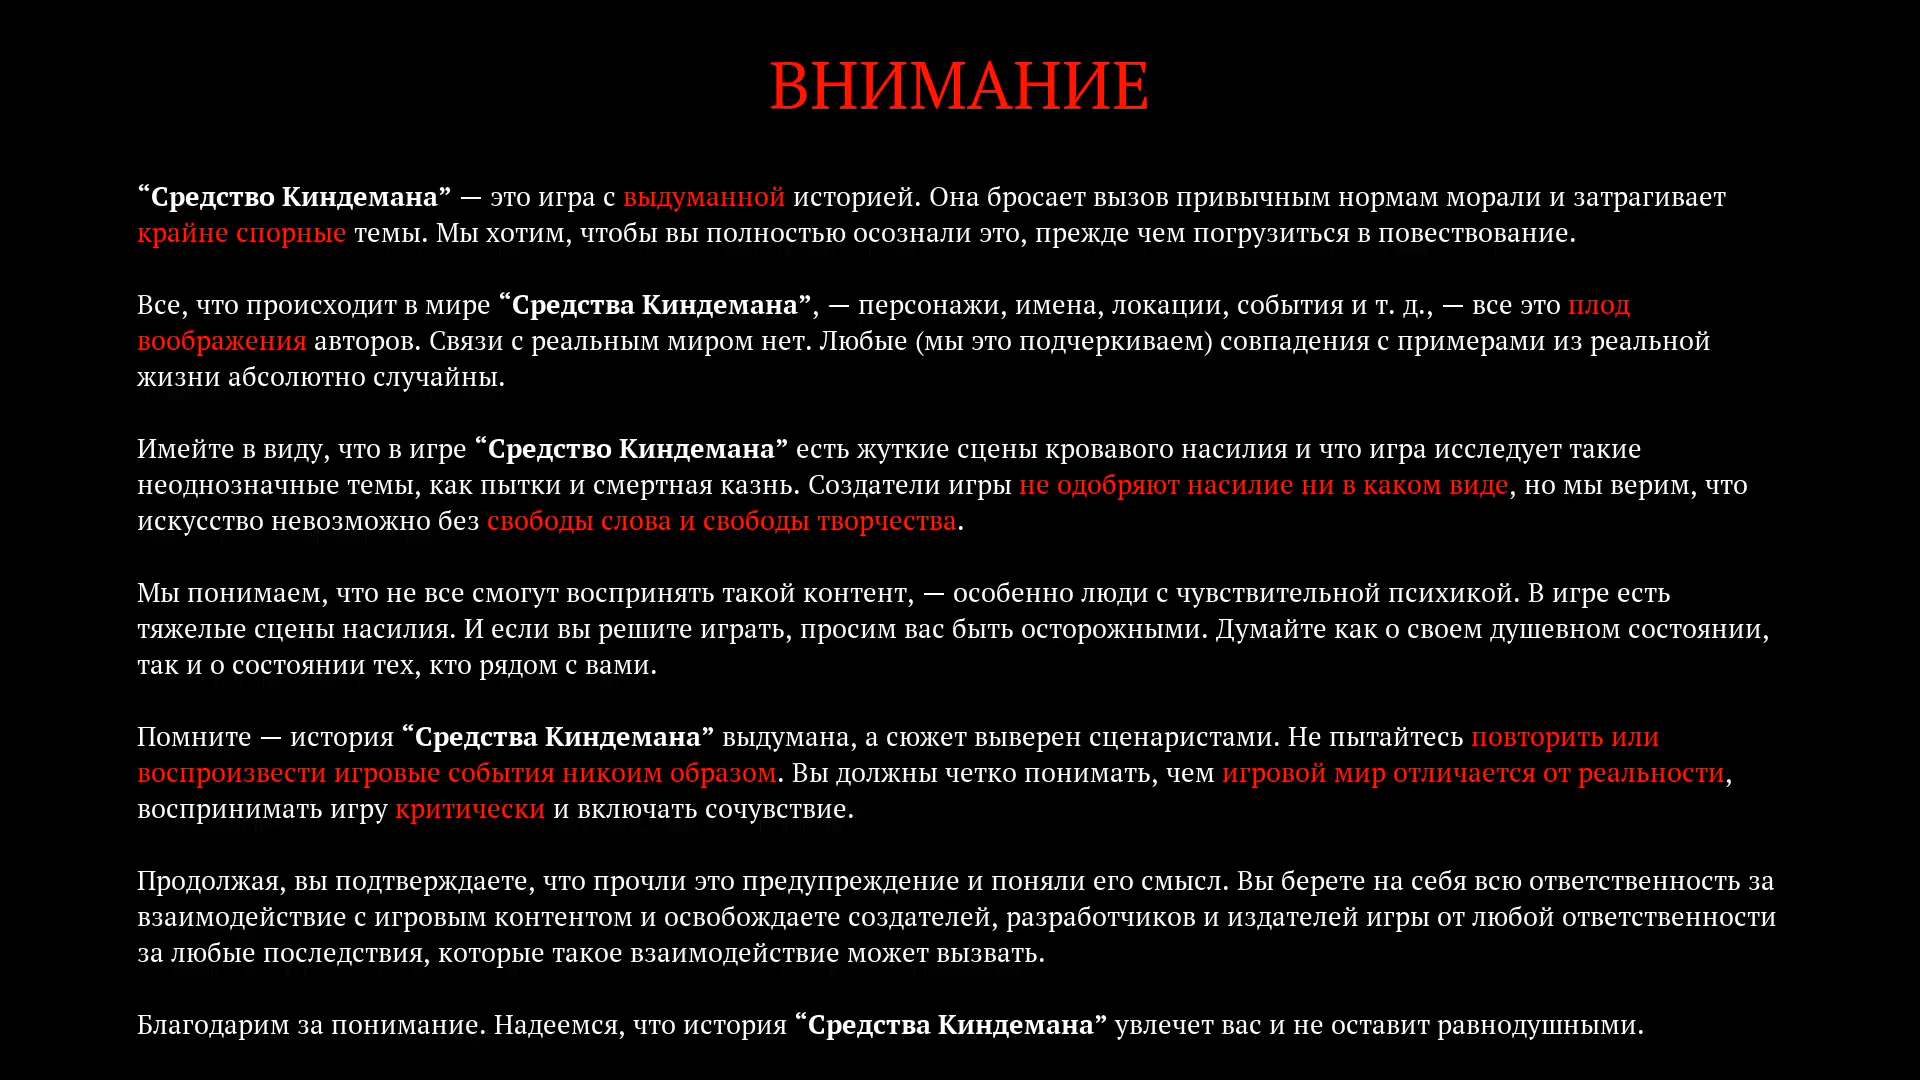 ВНИМАНИЕ
“Средство Киндемана” — это игра с выдуманной историей. Она бросает вызов привычным нормам морали и затрагивает
крайне спорные темы. Мы хотим, чтобы вы полностью осознали это, прежде чем погрузиться в повествование.
Все, что происходит в мире “Средства Киндемана”, — персонажи, имена, локации, события и т. д., — все это плод
воображения авторов. Связи с реальным миром нет. Любые (мы это подчеркиваем) совпадения с примерами из реальной
жизни абсолютно случайны.
Имейте в виду, что в игре “Средство Киндемана” есть жуткие сцены кровавого насилия и что игра исследует такие
неоднозначные темы, как пытки и смертная казнь. Создатели игры не одобряют насилие ни в каком виде, но мы верим, что
искусство невозможно без свободы слова и свободы творчества.
Мы понимаем, что не все смогут воспринять такой контент, — особенно люди с чувствительной психикой. В игре есть
тяжелые сцены насилия. И если вы решите играть, просим вас быть осторожными. Думайте как о своем душевном состоянии,
так и о состоянии тех, кто рядом с вами.
Помните — история “Средства Киндемана” выдумана, а сюжет выверен сценаристами. Не пытайтесь повторить или
воспроизвести игровые события никоим образом. Вы должны четко понимать, чем игровой мир отличается от реальности,
воспринимать игру критически и включать сочувствие.
Продолжая, вы подтверждаете, что прочли это предупреждение и поняли его смысл. Вы берете на себя всю ответственность за
взаимодействие с игровым контентом и освобождаете создателей, разработчиков и издателей игры от любой ответственности
за любые последствия, которые такое взаимодействие может вызвать.
Благодарим за понимание. Надеемся, что история “Средства Киндемана” увлечет вас и не оставит равнодушными.